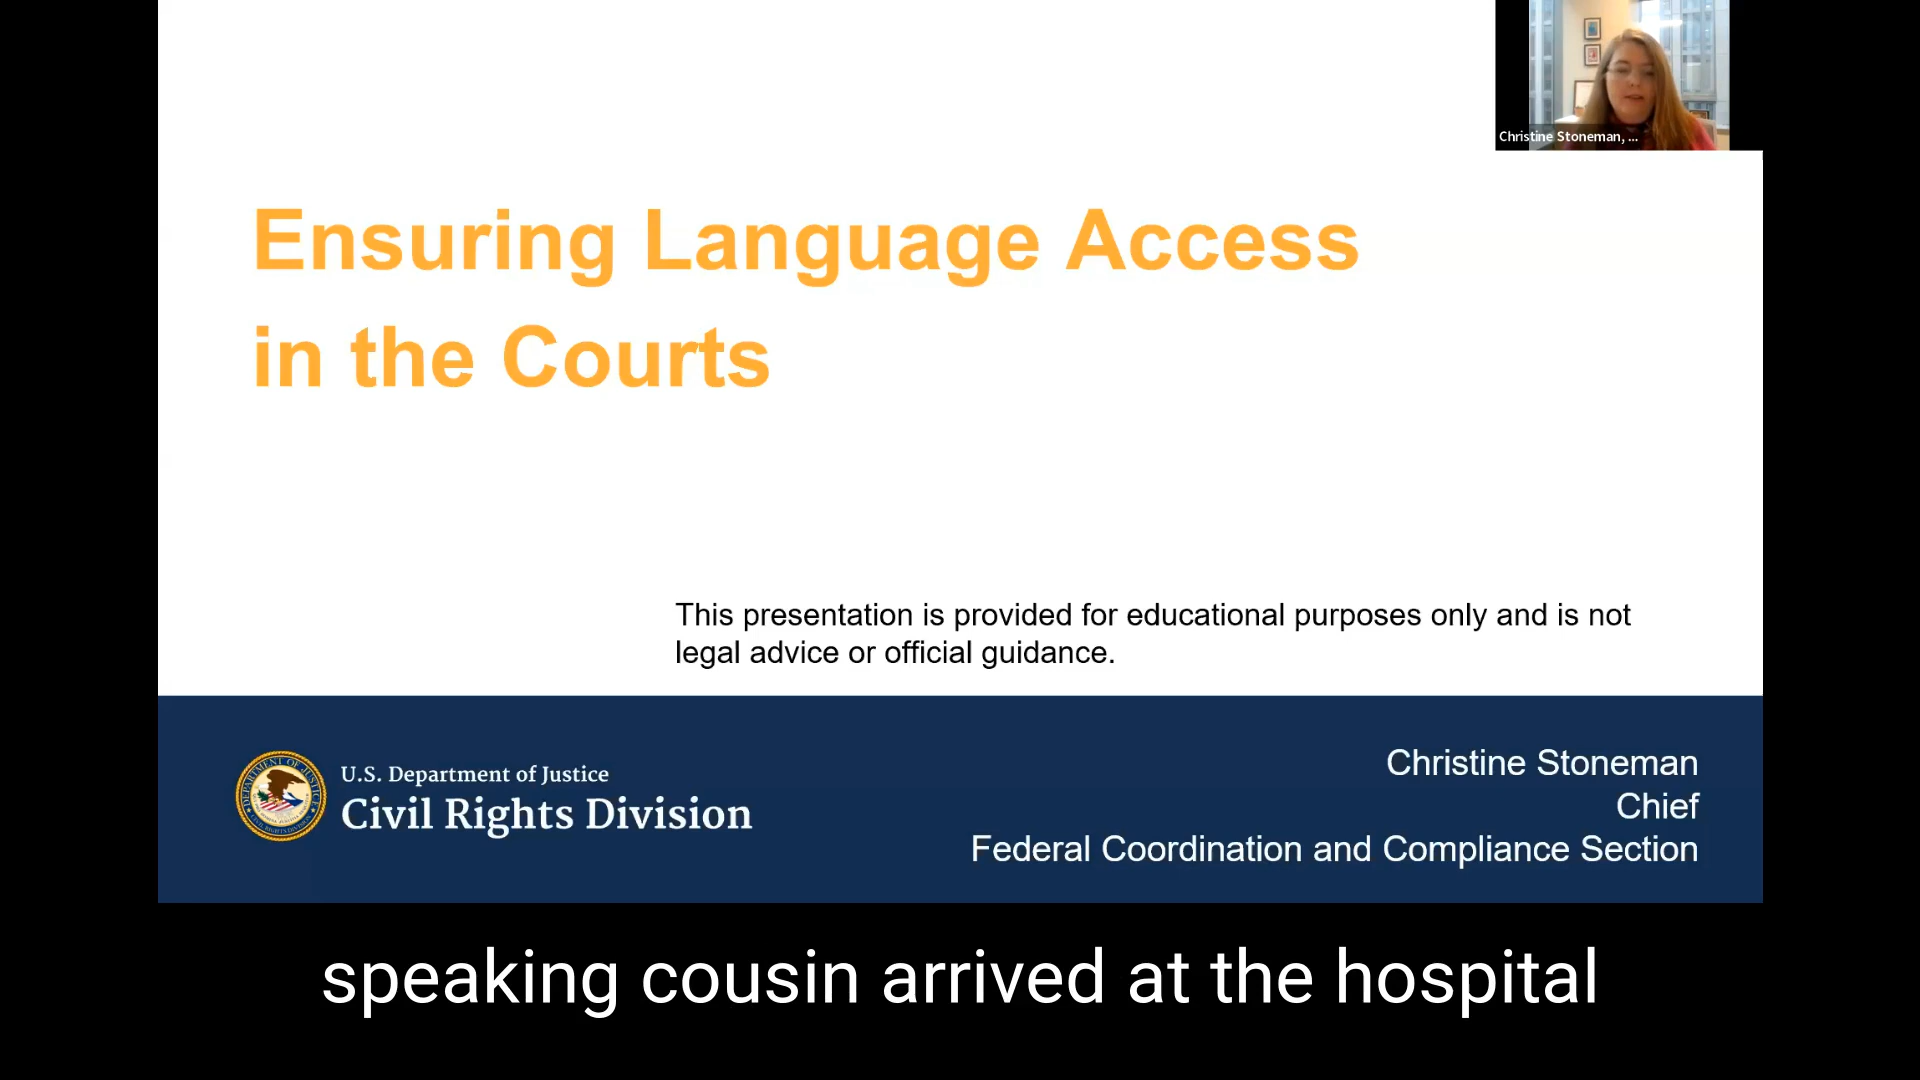 Christine Stoneman, ...
Ensuring Language Access
in the Courts
This presentation is provided for educational purposes only and is not
legal advice or official guidance.
U.S. Department of Justice
Civil Rights Division
Christine Stoneman
Chief
Federal Coordination and Compliance Section
speaking cousin arrived at the hospital